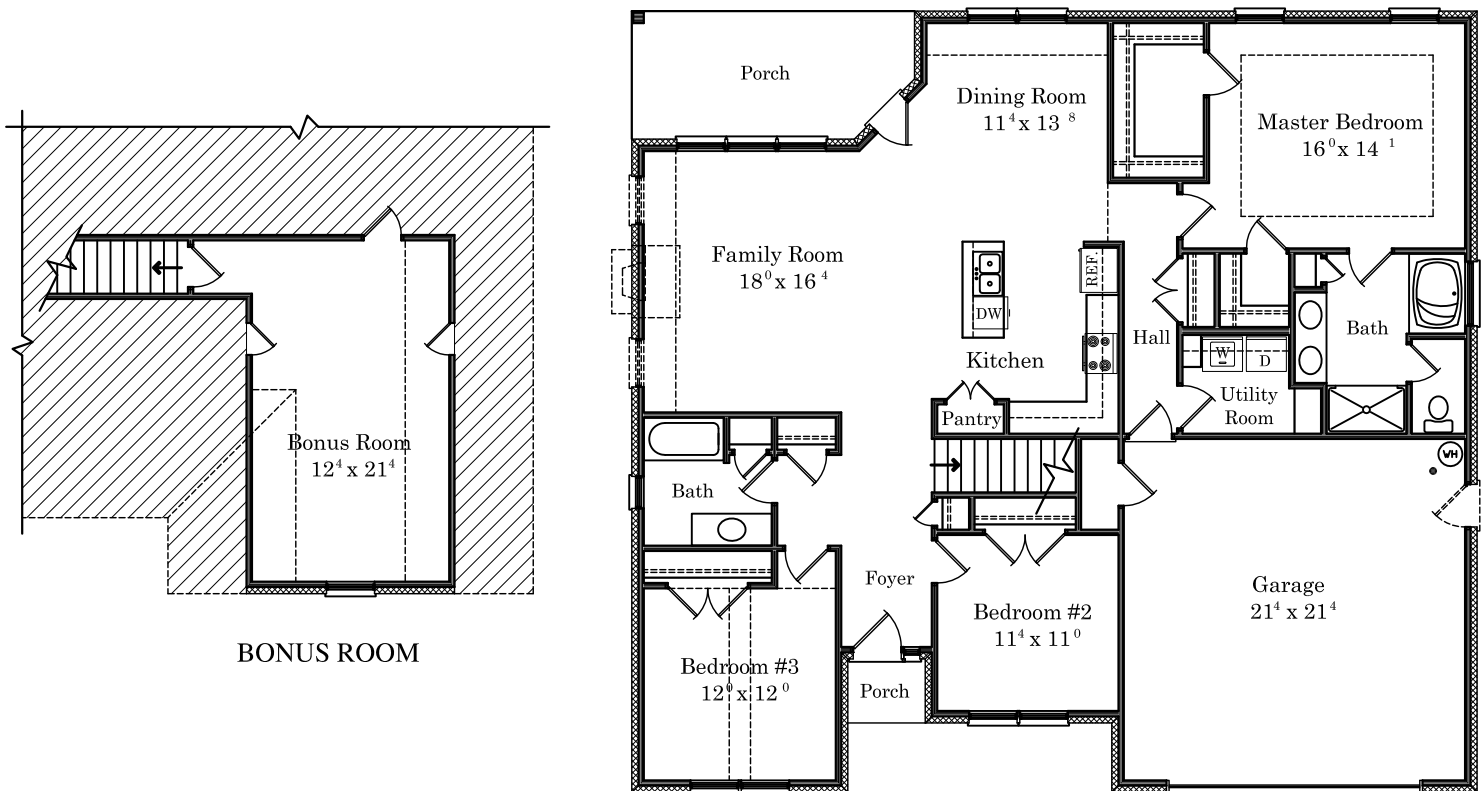 Porch
Dining Room
11⁴ x 13 ⁸
Master Bedroom
16⁰ x 14 ¹
Family Room
18⁰ x 16 ⁴
REF.
DW
Kitchen
Hall
Bath
W
D
Utility
Room
Pantry
Bath
WH
Foyer
Bedroom #2
11⁴ x 11⁰
Garage
21⁴ x 21⁴
Bedroom #3
12⁰ x 12 ⁰
Porch
Bonus Room
12⁴ x 21⁴
BONUS ROOM